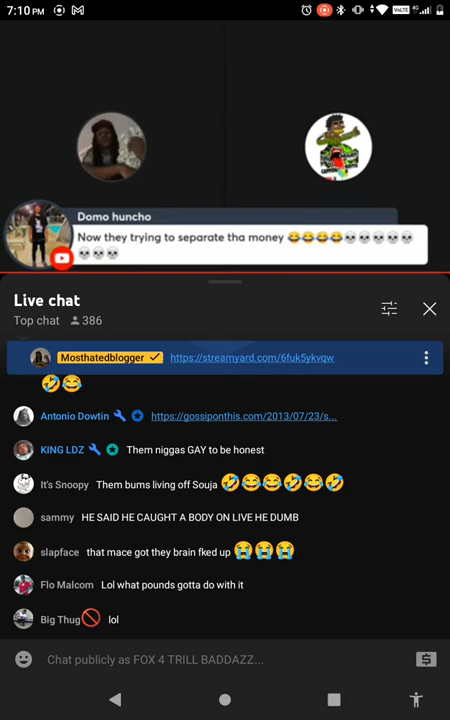 7:10 PM
VoLTE 4G
Domo huncho
Now they trying to separate tha money 😂😂😂😂💀💀💀💀💀
💀💀💀
Live chat
Top chat 386
Mosthatedblogger https://streamyard.com/6fuk5ykvqw
🤣😂
Antonio Dowtin https://gossiponthis.com/2013/07/23/s...
KING LDZ Them niggas GAY to be honest
It's Snoopy Them bums living off Souja 🤣😂😂🤣😂🤣
sammy HE SAID HE CAUGHT A BODY ON LIVE HE DUMB
slapface that mace got they brain fked up 😭😭😭
Flo Malcom Lol what pounds gotta do with it
Big Thug🚫 lol
Chat publicly as FOX 4 TRILL BADDAZZ...